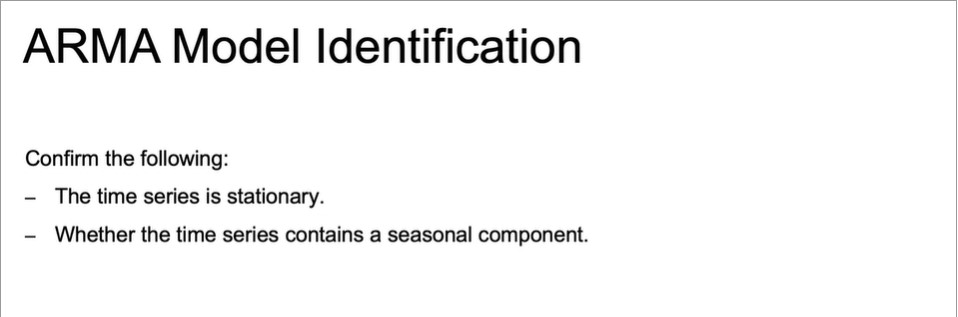 ARMA Model Identification
Confirm the following:
– The time series is stationary.
– Whether the time series contains a seasonal component.